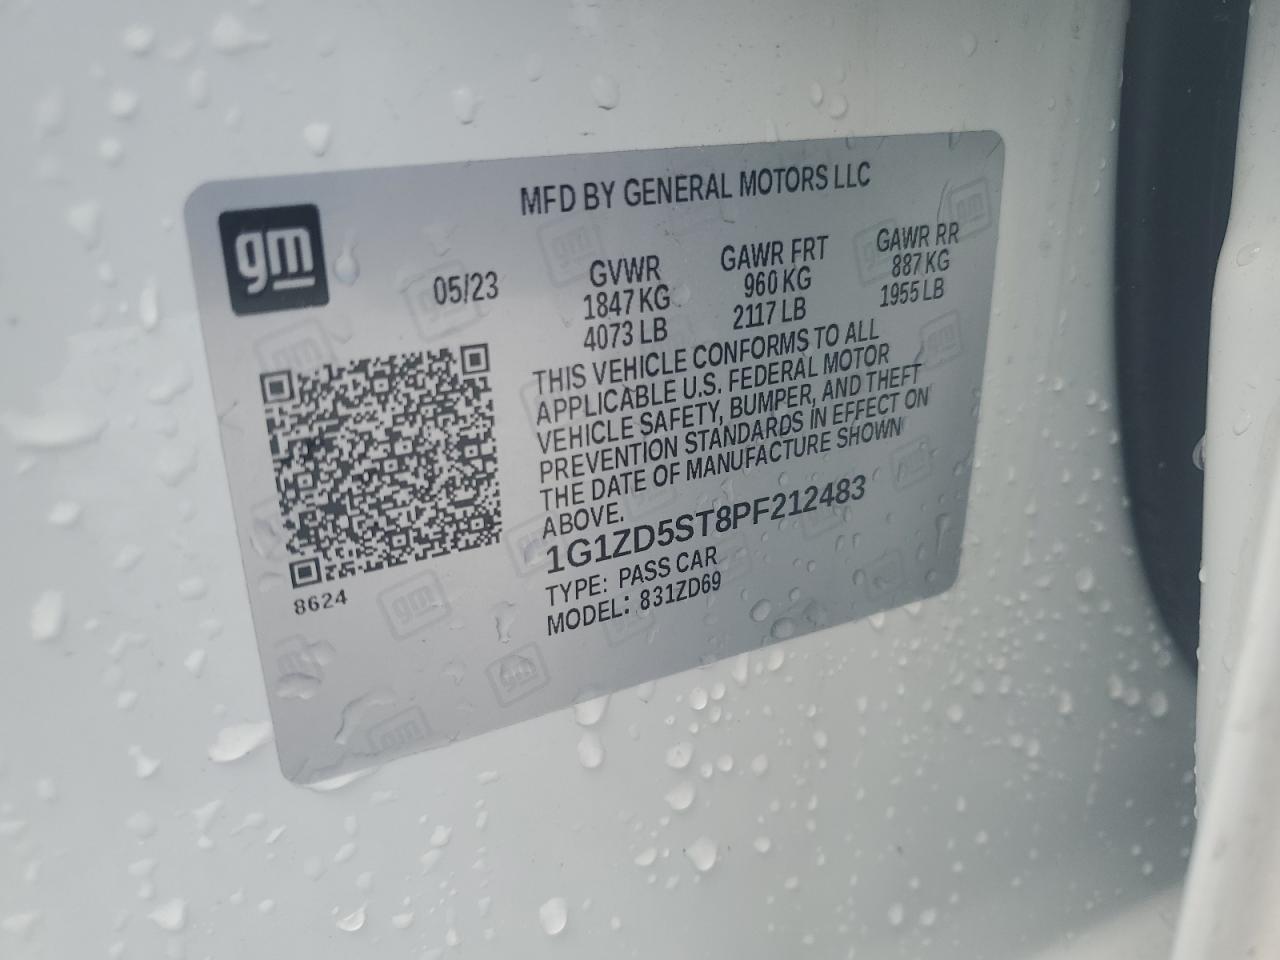 MFD BY GENERAL MOTORS LLC
gm
05/23
GVWR
1847 KG
4073 LB
GAWR FRT
960 KG
2117 LB
GAWR RR
887 KG
1955 LB
THIS VEHICLE CONFORMS TO ALL
APPLICABLE U.S. FEDERAL MOTOR
VEHICLE SAFETY, BUMPER, AND THEFT
PREVENTION STANDARDS IN EFFECT ON
THE DATE OF MANUFACTURE SHOWN
ABOVE.
1G1ZD5ST8PF212483
TYPE: PASS CAR
MODEL: 831ZD69
8624